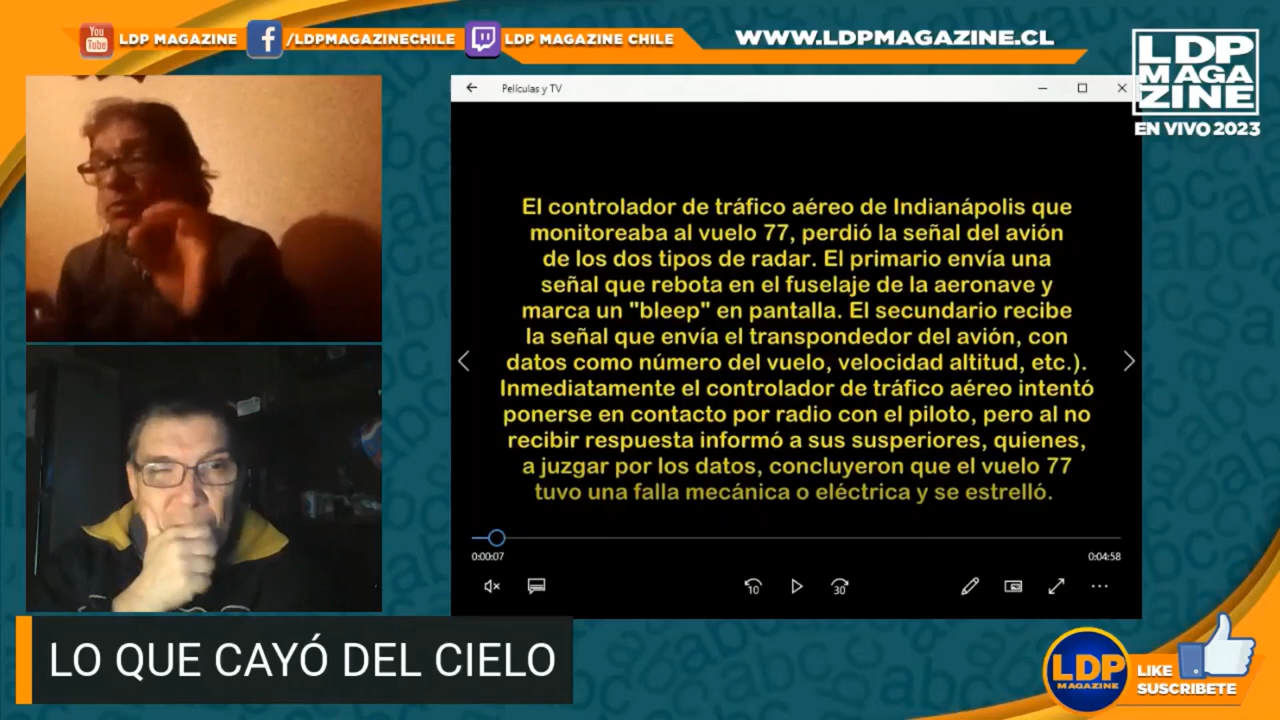 You
Tube
LDP MAGAZINE
/LDPMAGAZINECHILE
LDP MAGAZINE CHILE
WWW.LDPMAGAZINE.CL
LDP
MAGA
ZINE
EN VIVO 2023
Películas y TV
El controlador de tráfico aéreo de Indianápolis que
monitoreaba al vuelo 77, perdió la señal del avión
de los dos tipos de radar. El primario envía una
señal que rebota en el fuselaje de la aeronave y
marca un "bleep" en pantalla. El secundario recibe
la señal que envía el transpondedor del avión, con
datos como número del vuelo, velocidad altitud, etc.).
Inmediatamente el controlador de tráfico aéreo intentó
ponerse en contacto por radio con el piloto, pero al no
recibir respuesta informó a sus susperiores, quienes,
a juzgar por los datos, concluyeron que el vuelo 77
tuvo una falla mecánica o eléctrica y se estrelló.
0:00:07
0:04:58
10
30
LO QUE CAYÓ DEL CIELO
LDP
MAGAZINE
LIKE
SUSCRIBETE